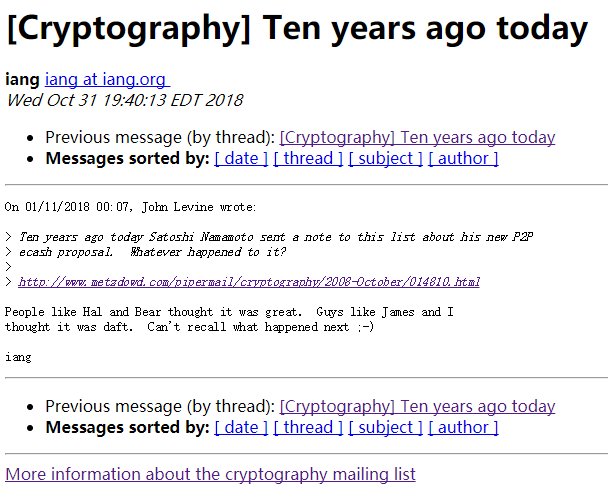 [Cryptography] Ten years ago today
iang iang at iang.org
Wed Oct 31 19:40:13 EDT 2018
• Previous message (by thread): [Cryptography] Ten years ago today
• Messages sorted by: [ date ] [ thread ] [ subject ] [ author ]
On 01/11/2018 00:07, John Levine wrote:
> Ten years ago today Satoshi Namamoto sent a note to this list about his new P2P
> ecash proposal.  Whatever happened to it?
>
> http://www.metzdowd.com/pipermail/cryptography/2008-October/014810.html
People like Hal and Bear thought it was great.  Guys like James and I
thought it was daft.  Can't recall what happened next ;-)
iang
• Previous message (by thread): [Cryptography] Ten years ago today
• Messages sorted by: [ date ] [ thread ] [ subject ] [ author ]
More information about the cryptography mailing list